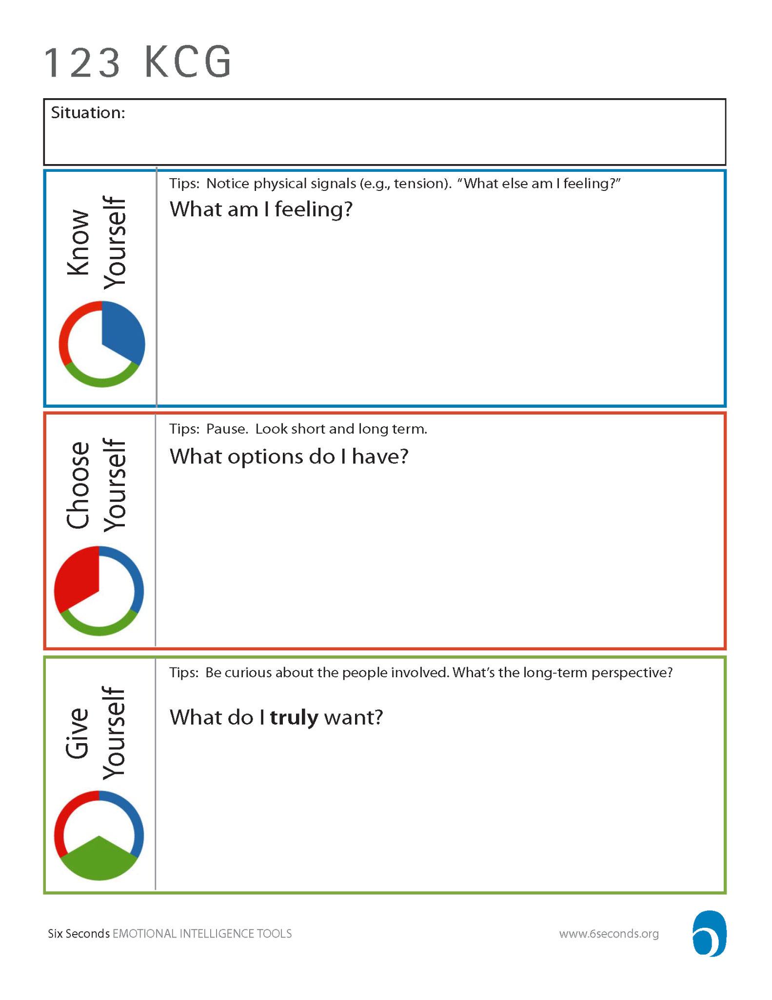 123 KCG
Situation:
Know
Yourself
Tips: Notice physical signals (e.g., tension). “What else am I feeling?”
What am I feeling?
Choose
Yourself
Tips: Pause. Look short and long term.
What options do I have?
Give
Yourself
Tips: Be curious about the people involved. What’s the long-term perspective?
What do I truly want?
Six Seconds EMOTIONAL INTELLIGENCE TOOLS
www.6seconds.org
6